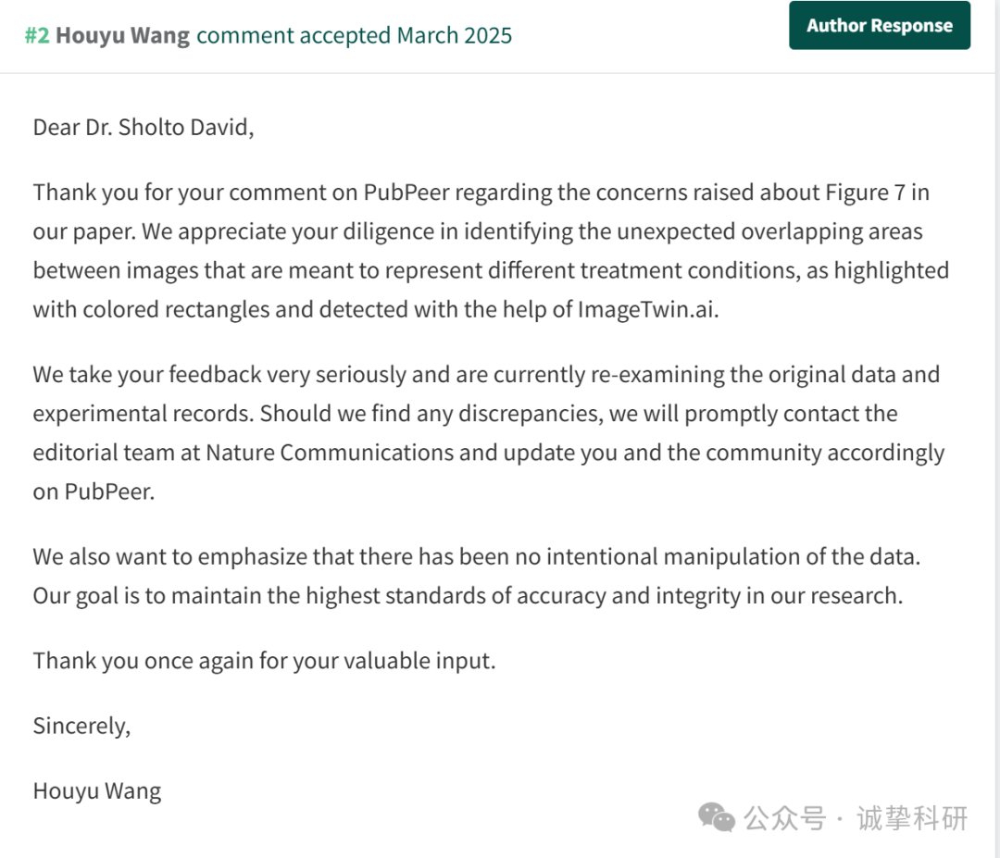 #2 Houyu Wang comment accepted March 2025
Author Response
Dear Dr. Sholto David,
Thank you for your comment on PubPeer regarding the concerns raised about Figure 7 in
our paper. We appreciate your diligence in identifying the unexpected overlapping areas
between images that are meant to represent different treatment conditions, as highlighted
with colored rectangles and detected with the help of ImageTwin.ai.
We take your feedback very seriously and are currently re-examining the original data and
experimental records. Should we find any discrepancies, we will promptly contact the
editorial team at Nature Communications and update you and the community accordingly
on PubPeer.
We also want to emphasize that there has been no intentional manipulation of the data.
Our goal is to maintain the highest standards of accuracy and integrity in our research.
Thank you once again for your valuable input.
Sincerely,
Houyu Wang
公众号 · 诚挚科研